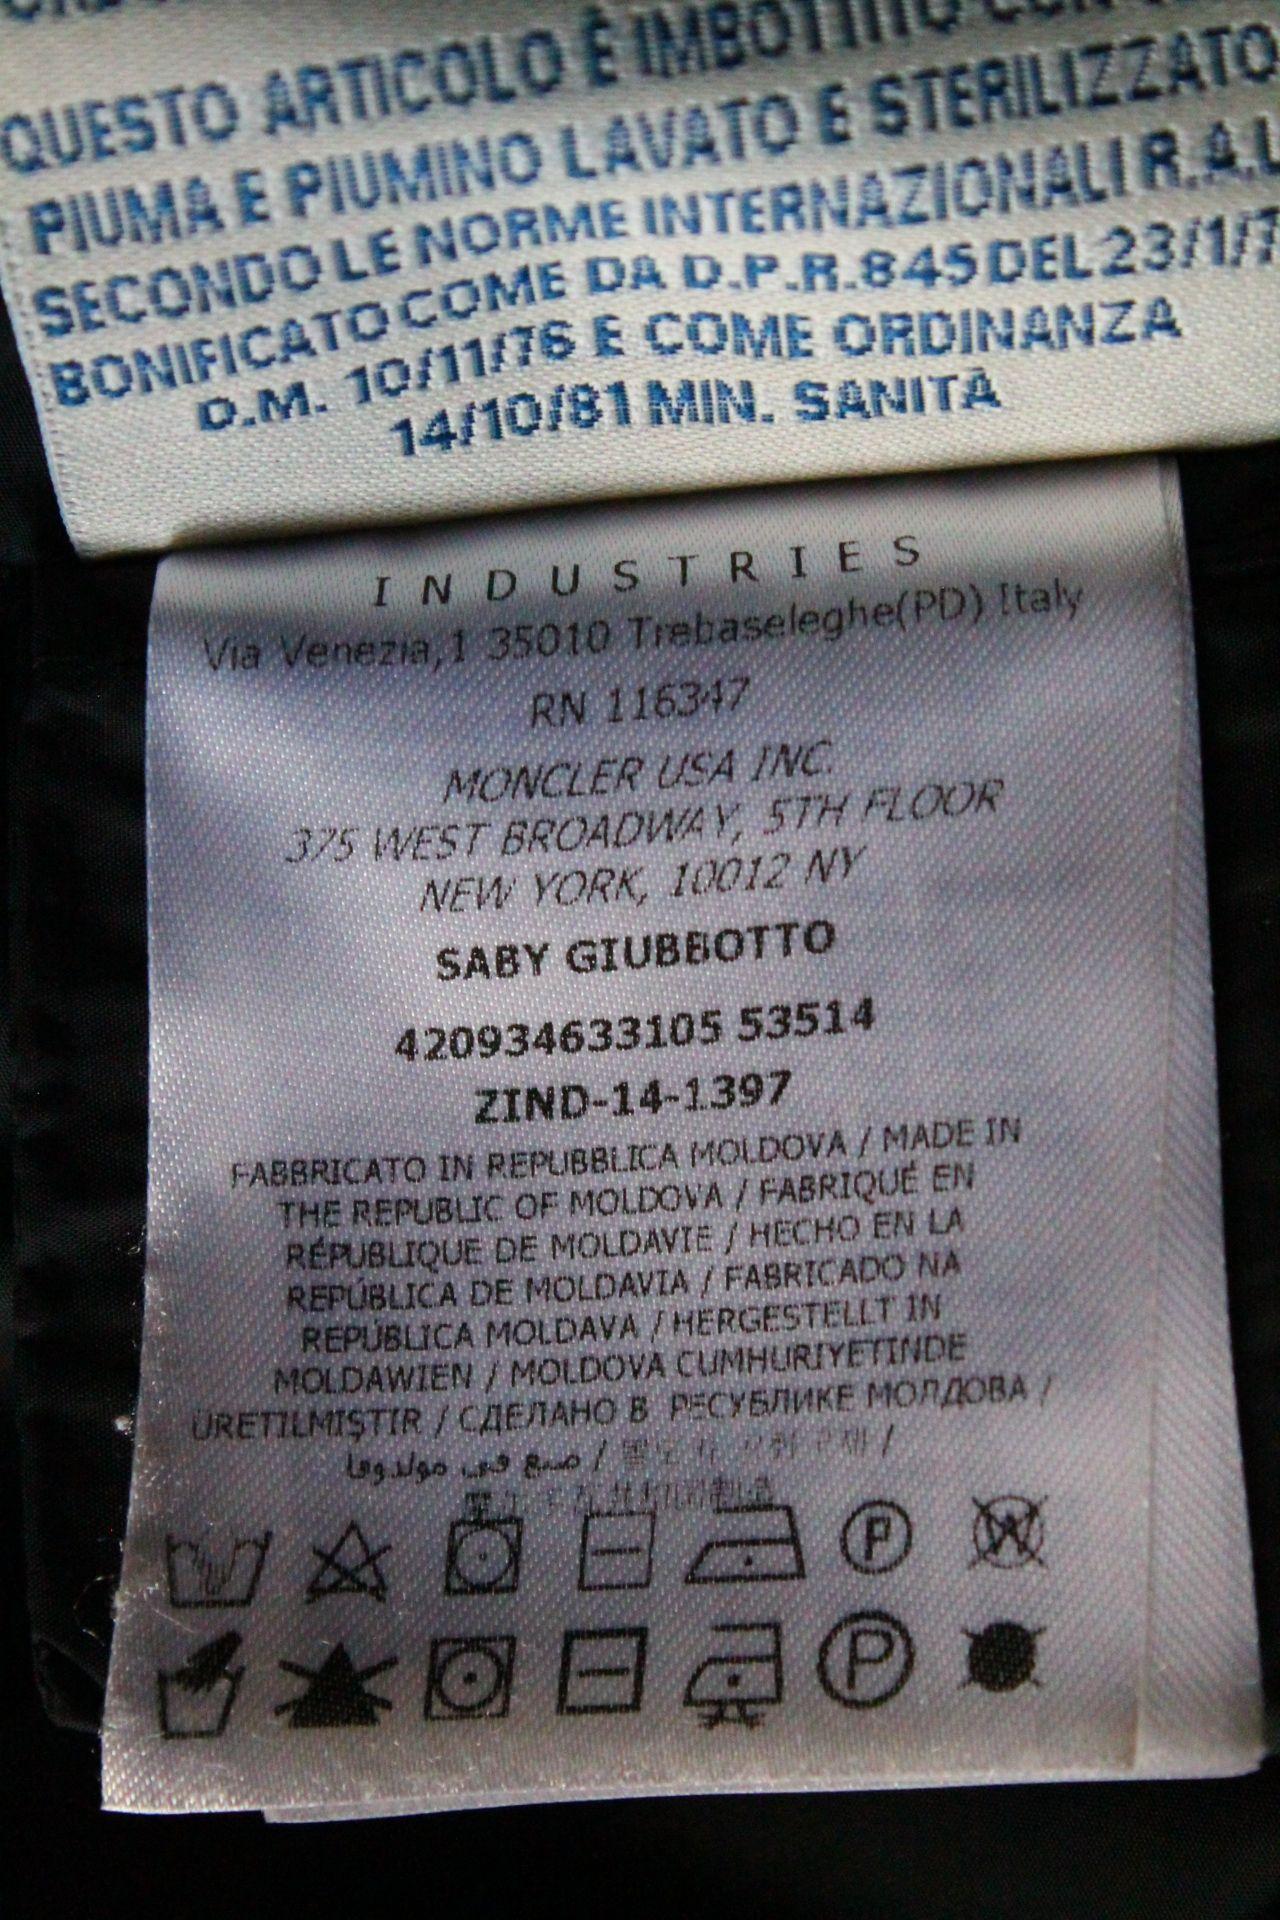 QUESTO ARTICOLO È IMBOTTITO CON
PIUMA E PIUMINO LAVATO E STERILIZZATO
SECONDO LE NORME INTERNAZIONALI R.A.L
BONIFICATO COME DA D.P.R.845 DEL 23/1/7
D.M. 10/11/76 E COME ORDINANZA
14/10/81 MIN. SANITÀ
INDUSTRIES
Via Venezia,1 35010 Trebaseleghe(PD) Italy
RN 116347
MONCLER USA INC.
375 WEST BROADWAY, 5TH FLOOR
NEW YORK, 10012 NY
SABY GIUBBOTTO
420934633105 53514
ZIND-14-1397
FABBRICATO IN REPUBBLICA MOLDOVA / MADE IN
THE REPUBLIC OF MOLDOVA / FABRIQUÉ EN
RÉPUBLIQUE DE MOLDAVIE / HECHO EN LA
REPÚBLICA DE MOLDAVIA / FABRICADO NA
REPÚBLICA MOLDAVA / HERGESTELLT IN
MOLDAWIEN / MOLDOVA CUMHURIYETINDE
ÜRETILMIŞTIR / СДЕЛАНО В РЕСУБЛИКЕ МОЛДОВА /
صنع في مولدوفا / /
P W
P